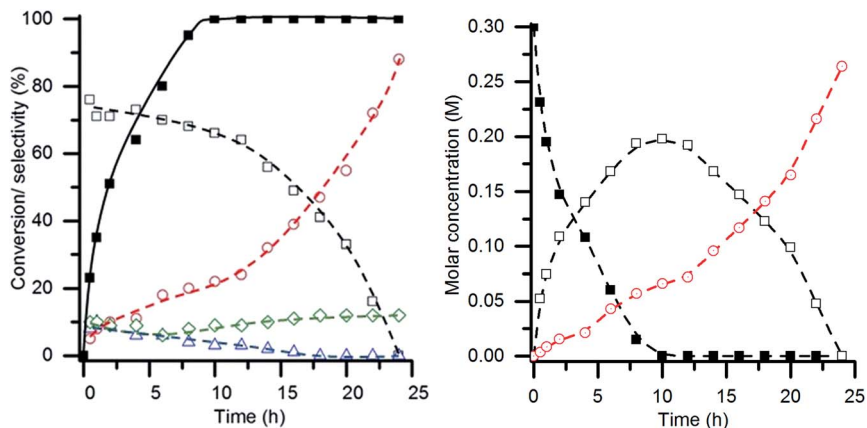 Conversion/ selectivity (%)
100
80
60
40
20
0
0 5 10 15 20 25
Time (h)
Molar concentration (M)
0.30
0.25
0.20
0.15
0.10
0.05
0.00
0 5 10 15 20 25
Time (h)